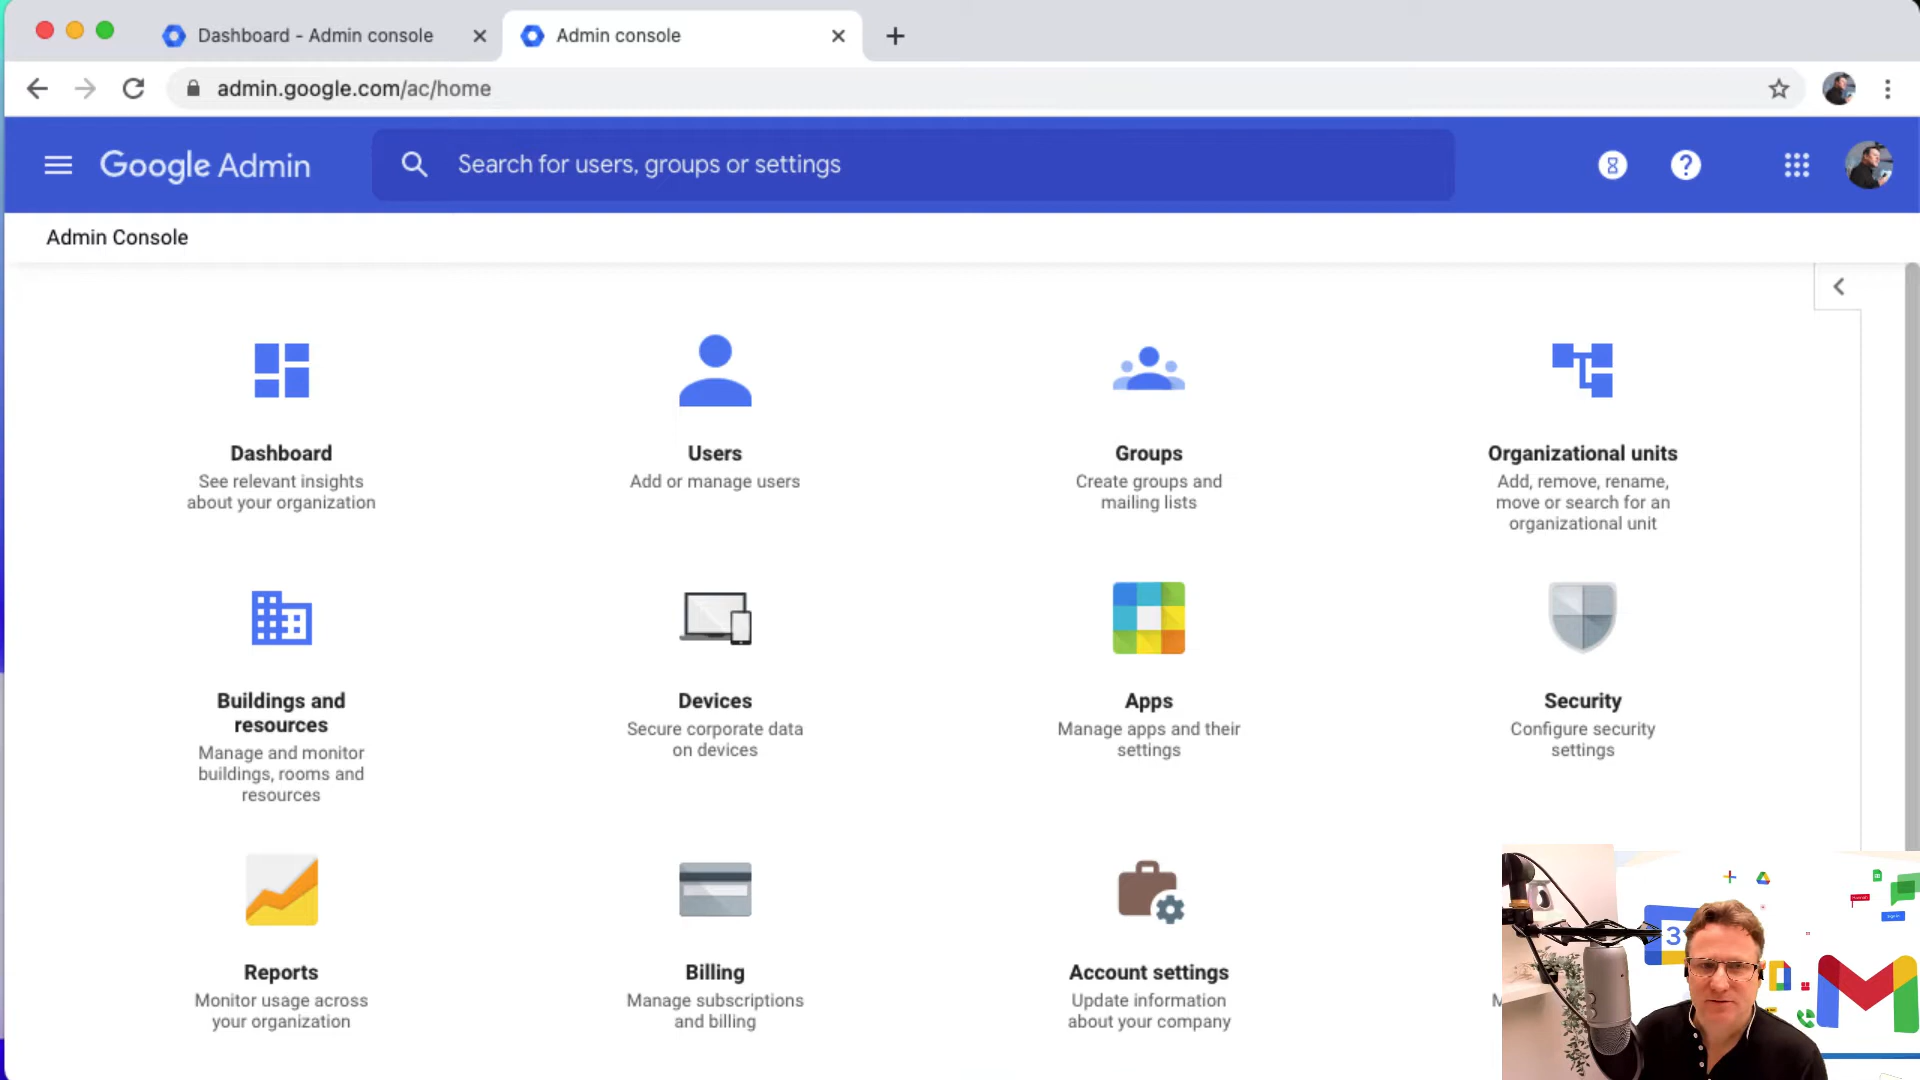 Dashboard - Admin console
Admin console
admin.google.com/ac/home
Google Admin
Search for users, groups or settings
Admin Console
Dashboard
See relevant insights
about your organization
Users
Add or manage users
Groups
Create groups and
mailing lists
Organizational units
Add, remove, rename,
move or search for an
organizational unit
Buildings and
resources
Manage and monitor
buildings, rooms and
resources
Devices
Secure corporate data
on devices
Apps
Manage apps and their
settings
Security
Configure security
settings
Reports
Monitor usage across
your organization
Billing
Manage subscriptions
and billing
Account settings
Update information
about your company
3